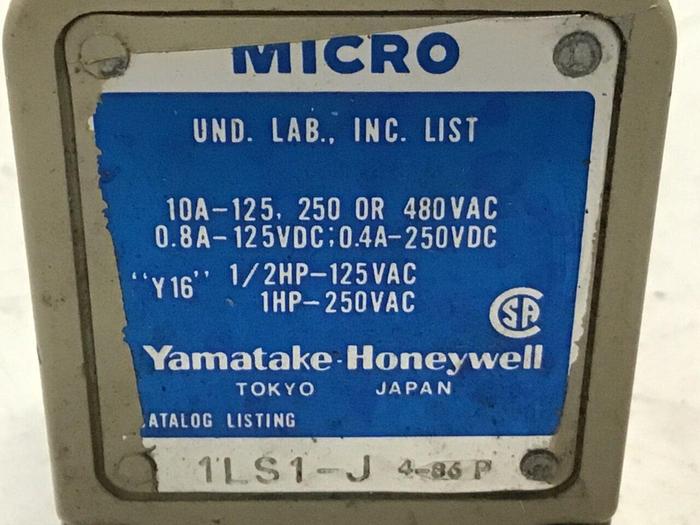 MICRO
UND. LAB., INC. LIST
10A-125, 250 OR 480VAC
0.8A-125VDC; 0.4A-250VDC
"Y16" 1/2HP-125VAC
1HP-250VAC
SA
Yamatake-Honeywell
TOKYO JAPAN
ATALOG LISTING
1LS1-J 4-86 P